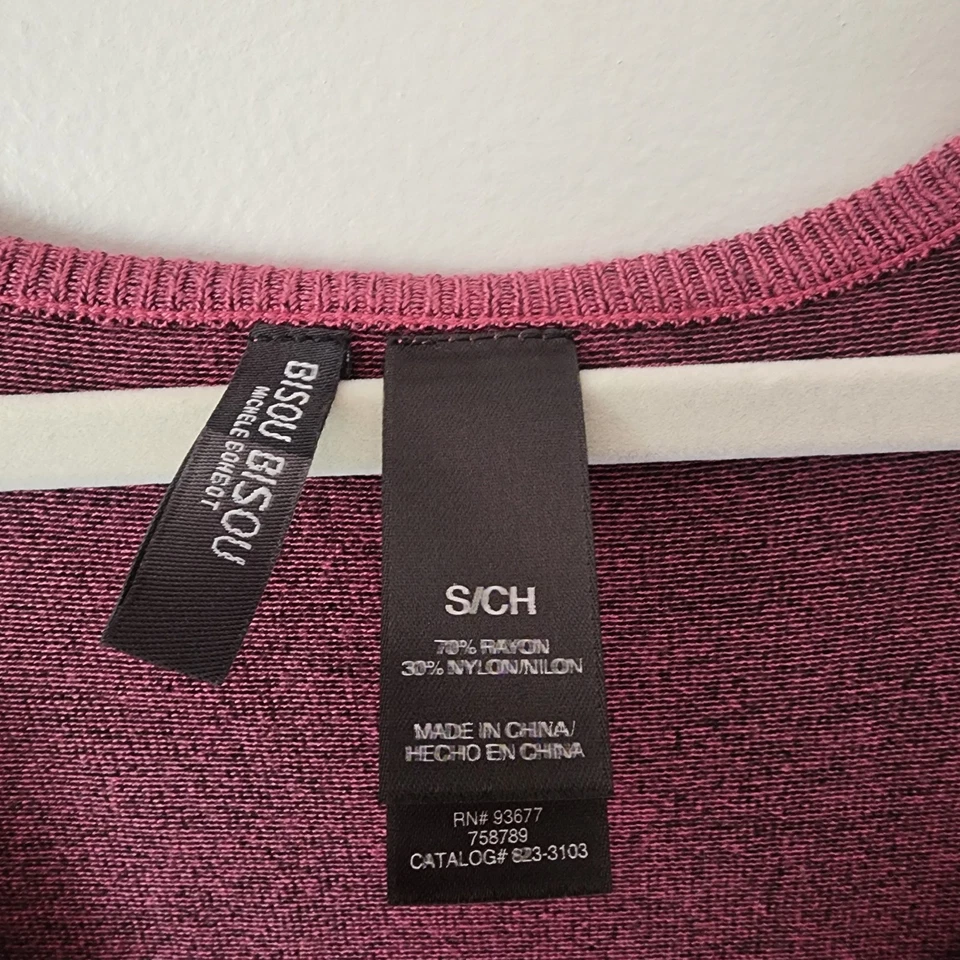 BISOU BISOU
MICHELE BOHBOT
S/CH
70% RAYON
30% NYLON/NILON
MADE IN CHINA/
HECHO EN CHINA
RN# 93677
758789
CATALOG# 823-3103